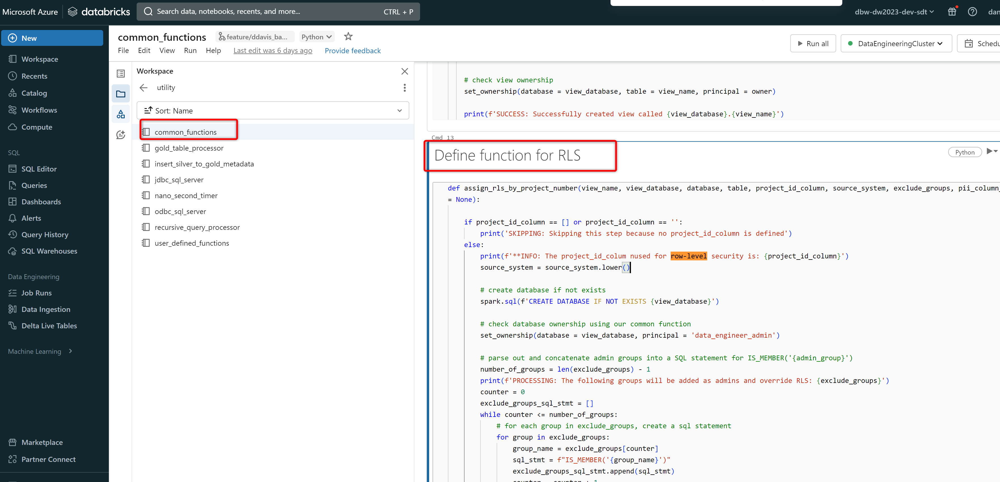 Microsoft Azure databricks Search data, notebooks, recents, and more... CTRL + P dbw-dw2023-dev-sdt
New
Workspace
Recents
Catalog
Workflows
Compute
SQL
SQL Editor
Queries
Dashboards
Alerts
Query History
SQL Warehouses
Data Engineering
Job Runs
Data Ingestion
Delta Live Tables
Machine Learning
Marketplace
Partner Connect
common_functions feature/ddavis_ba... Python
File Edit View Run Help Last edit was 6 days ago Provide feedback
Run all DataEngineeringCluster
Workspace
utility
Sort: Name
common_functions
gold_table_processor
insert_silver_to_gold_metadata
jdbc_sql_server
nano_second_timer
odbc_sql_server
recursive_query_processor
user_defined_functions
# check view ownership
set_ownership(database = view_database, table = view_name, principal = owner)
print(f'SUCCESS: Successfully created view called {view_database}.{view_name}')
Cmd 13
Define function for RLS
Python
def assign_rls_by_project_number(view_name, view_database, database, table, project_id_column, source_system, exclude_groups, pii_column_
= None):
if project_id_column == [] or project_id_column == '':
print('SKIPPING: Skipping this step because no project_id_column is defined')
else:
print(f'**INFO: The project_id_colum nused for row-level security is: {project_id_column}')
source_system = source_system.lower()
# create database if not exists
spark.sql(f'CREATE DATABASE IF NOT EXISTS {view_database}')
# check database ownership using our common function
set_ownership(database = view_database, principal = 'data_engineer_admin')
# parse out and concatenate admin groups into a SQL statement for IS_MEMBER('{admin_group}')
number_of_groups = len(exclude_groups) - 1
print(f'PROCESSING: The following groups will be added as admins and override RLS: {exclude_groups}')
counter = 0
exclude_groups_sql_stmt = []
while counter <= number_of_groups:
# for each group in exclude_groups, create a sql statement
for group in exclude_groups:
group_name = exclude_groups[counter]
sql_stmt = f"IS_MEMBER('{group_name}')"
exclude_groups_sql_stmt.append(sql_stmt)